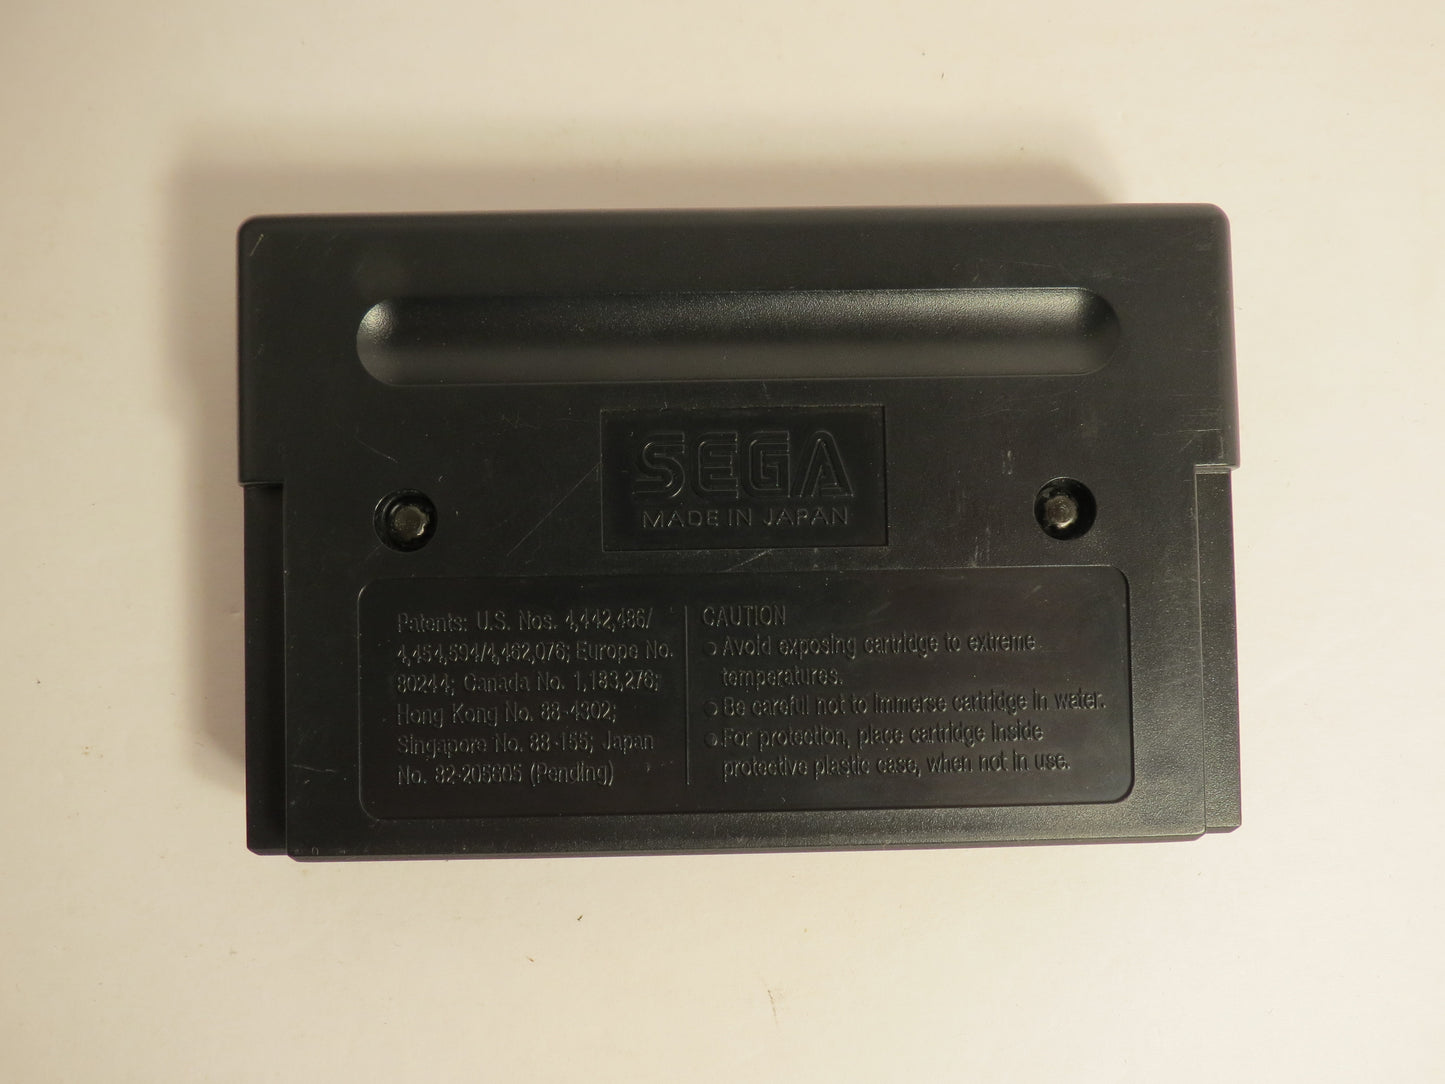 SEGA
MADE IN JAPAN
Patents: U.S. Nos. 4,442,486/
4,454,594/4,462,076; Europe No.
80244; Canada No. 1,183,276;
Hong Kong No. 88-4302;
Singapore No. 88-155; Japan
No. 82-205605 (Pending)
CAUTION
Avoid exposing cartridge to extreme
temperatures.
Be careful not to immerse cartridge in water.
For protection, place cartridge inside
protective plastic case, when not in use.